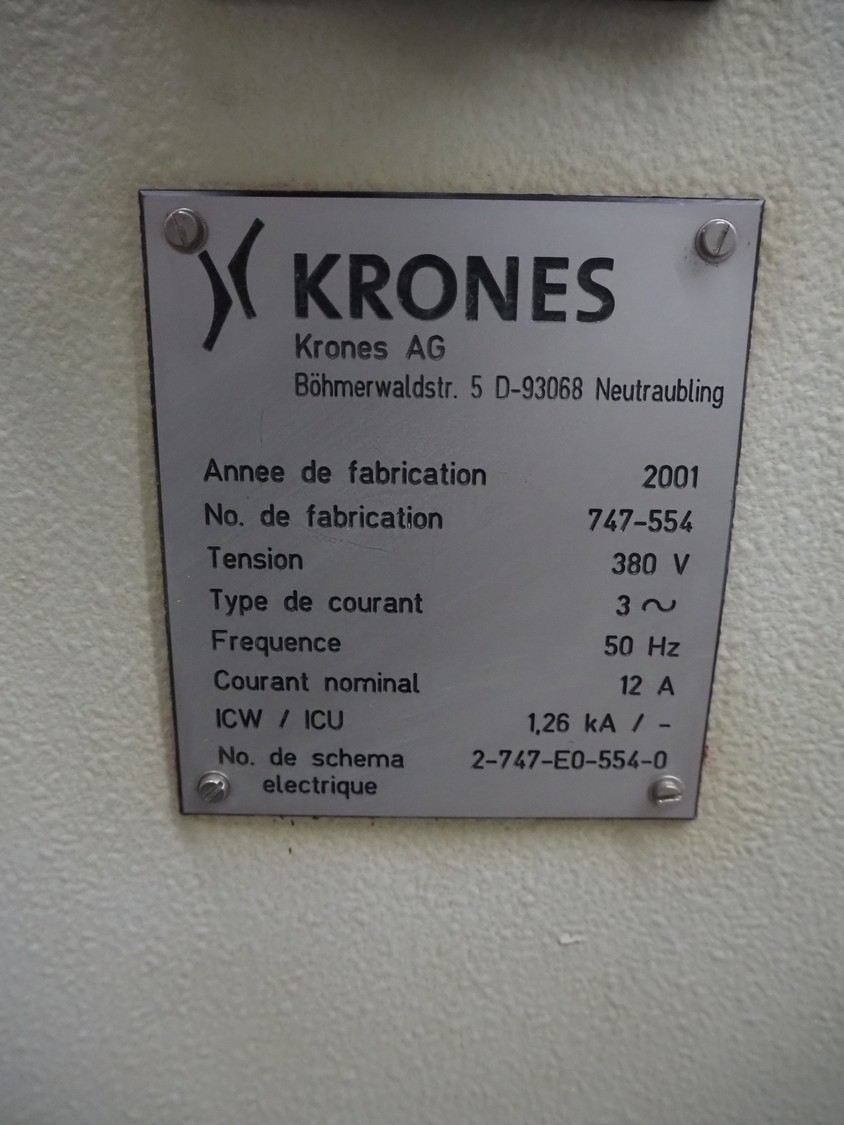 KRONES
Krones AG
Böhmerwaldstr. 5 D-93068 Neutraubling
Annee de fabrication 2001
No. de fabrication 747-554
Tension 380 V
Type de courant 3 ~
Frequence 50 Hz
Courant nominal 12 A
ICW / ICU 1,26 kA / -
No. de schema 2-747-E0-554-0
electrique